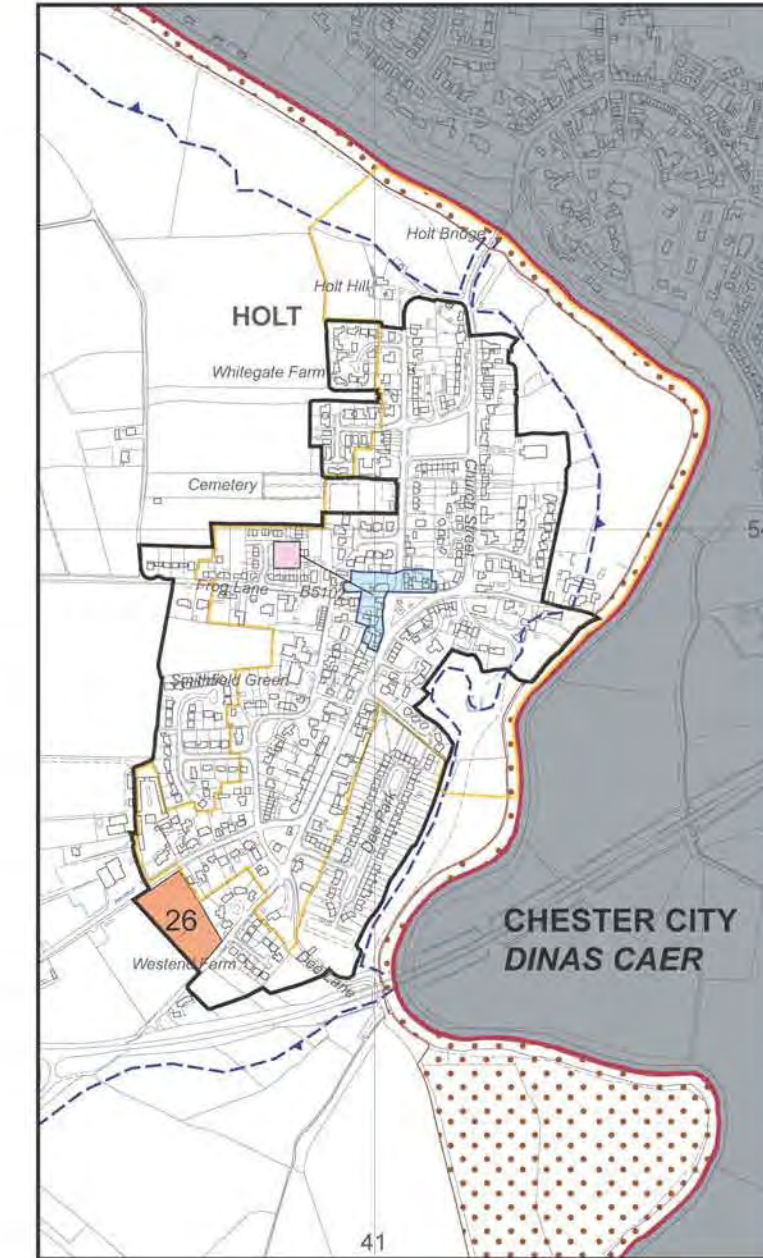 Holt Bridge
Holt Hill
HOLT
Whitegate Farm
Cemetery
Church Street
54
Frog Lane
Smithfield Green
Dee Park
26
Westend Farm
Dee Lane
CHESTER CITY
DINAS CAER
41